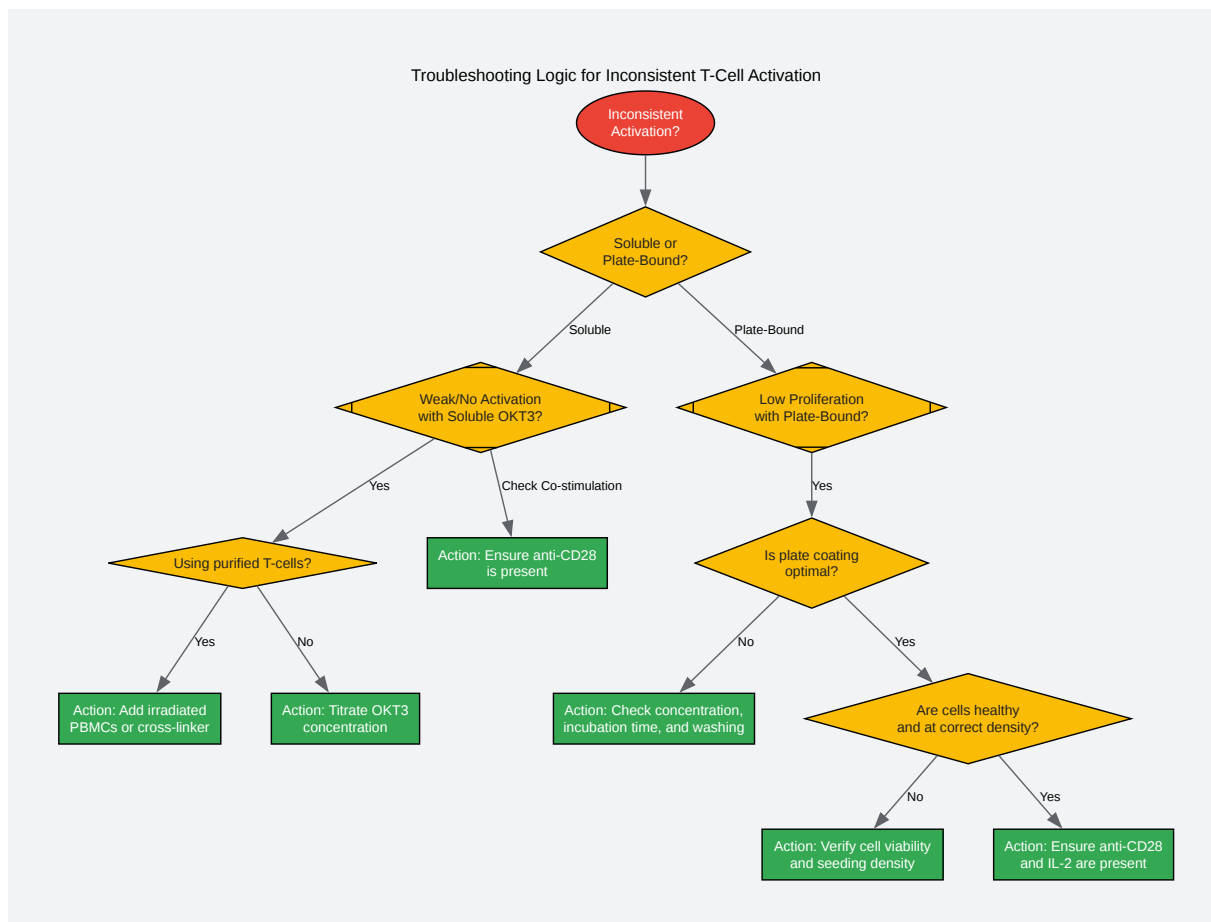 Troubleshooting Logic for Inconsistent T-Cell Activation
Inconsistent
Activation?
Soluble or
Plate-Bound?
Soluble
Plate-Bound
Weak/No Activation
with Soluble OKT3?
Low Proliferation
with Plate-Bound?
Yes
Check Co-stimulation
Yes
Using purified T-cells?
Action: Ensure anti-CD28
is present
Is plate coating
optimal?
Yes
No
No
Yes
Action: Add irradiated
PBMCs or cross-linker
Action: Titrate OKT3
concentration
Action: Check concentration,
incubation time, and washing
Are cells healthy
and at correct density?
No
Yes
Action: Verify cell viability
and seeding density
Action: Ensure anti-CD28
and IL-2 are present